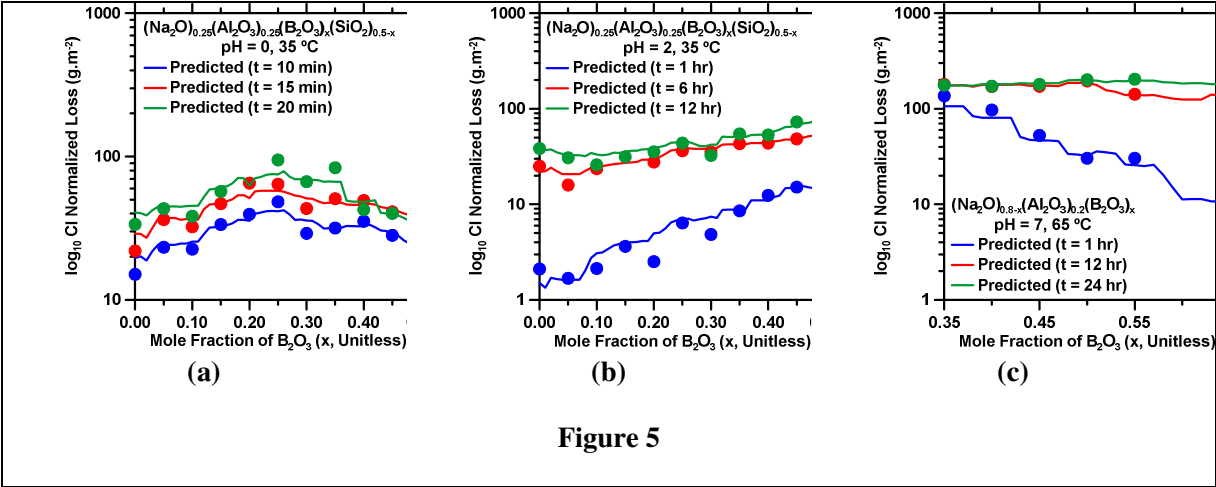 log₁₀ CI Normalized Loss (g.m⁻²)
1000
100
10
(Na₂O)₀.₂₅(Al₂O₃)₀.₂₅(B₂O₃)ₓ(SiO₂)₀.₅₋ₓ
pH = 0, 35 ºC
Predicted (t = 10 min)
Predicted (t = 15 min)
Predicted (t = 20 min)
0.00 0.10 0.20 0.30 0.40
Mole Fraction of B₂O₃ (x, Unitless)
(a)
log₁₀ CI Normalized Loss (g.m⁻²)
1000
100
10
1
(Na₂O)₀.₂₅(Al₂O₃)₀.₂₅(B₂O₃)ₓ(SiO₂)₀.₅₋ₓ
pH = 2, 35 ºC
Predicted (t = 1 hr)
Predicted (t = 6 hr)
Predicted (t = 12 hr)
0.00 0.10 0.20 0.30 0.40
Mole Fraction of B₂O₃ (x, Unitless)
(b)
log₁₀ CI Normalized Loss (g.m⁻²)
1000
100
10
1
(Na₂O)₀.₈₋ₓ(Al₂O₃)₀.₂(B₂O₃)ₓ
pH = 7, 65 ºC
Predicted (t = 1 hr)
Predicted (t = 12 hr)
Predicted (t = 24 hr)
0.35 0.45 0.55
Mole Fraction of B₂O₃ (x, Unitless)
(c)
Figure 5